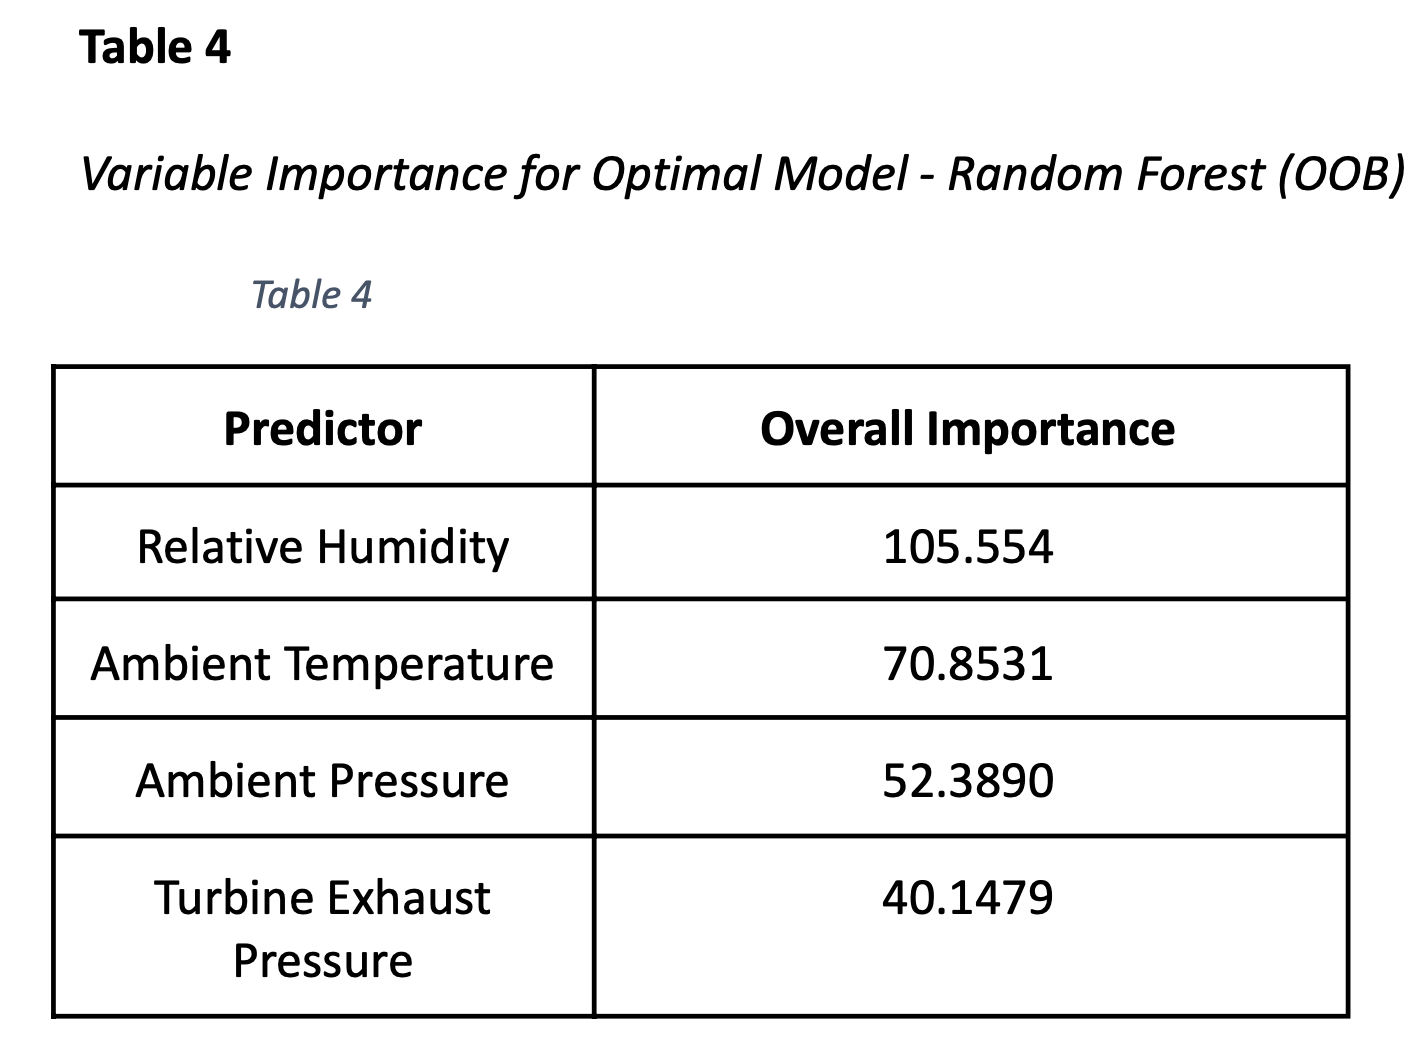 Table 4
Variable Importance for Optimal Model - Random Forest (OOB)
Table 4
Predictor Overall Importance
Relative Humidity 105.554
Ambient Temperature 70.8531
Ambient Pressure 52.3890
Turbine Exhaust 40.1479
Pressure